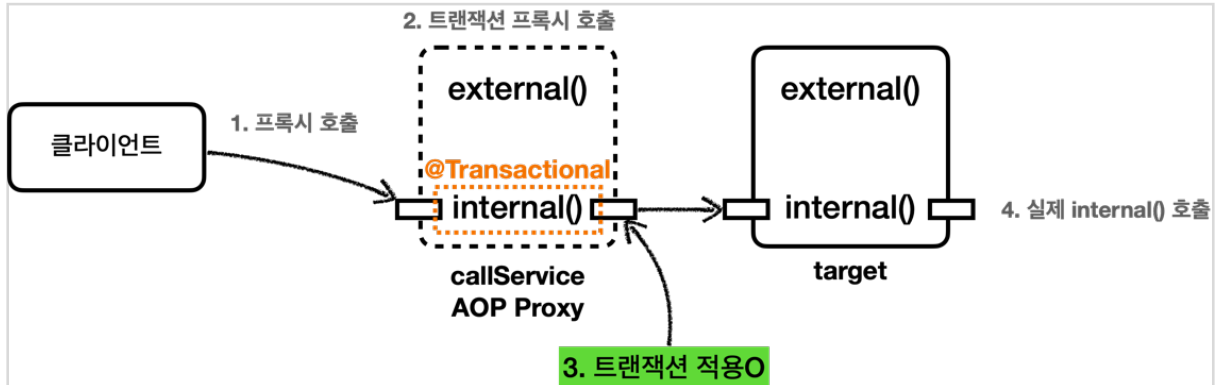 2. 트랜잭션 프록시 호출
external()
external()
클라이언트
1. 프록시 호출
@Transactional
internal()
internal()
4. 실제 internal() 호출
callService
AOP Proxy
target
3. 트랜잭션 적용O